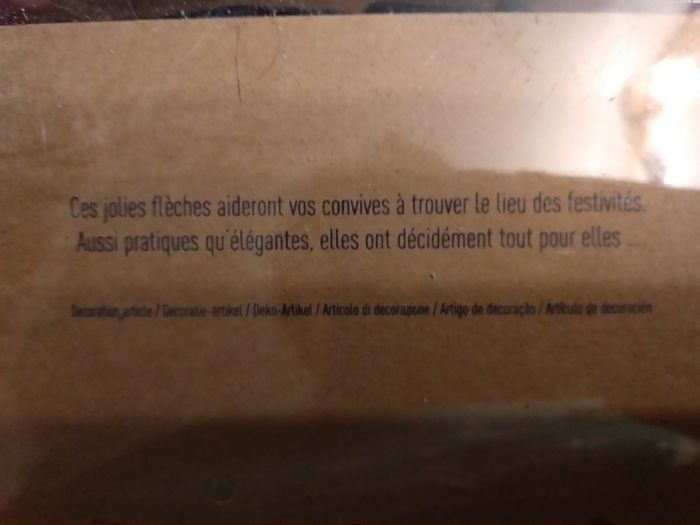 Ces jolies flèches aideront vos convives à trouver le lieu des festivités.
Aussi pratiques qu'élégantes, elles ont décidément tout pour elles ...
Decoration article / Decoratie-artikel / Deko-Artikel / Articolo di decorazione / Artigo de decoração / Artículo de decoración